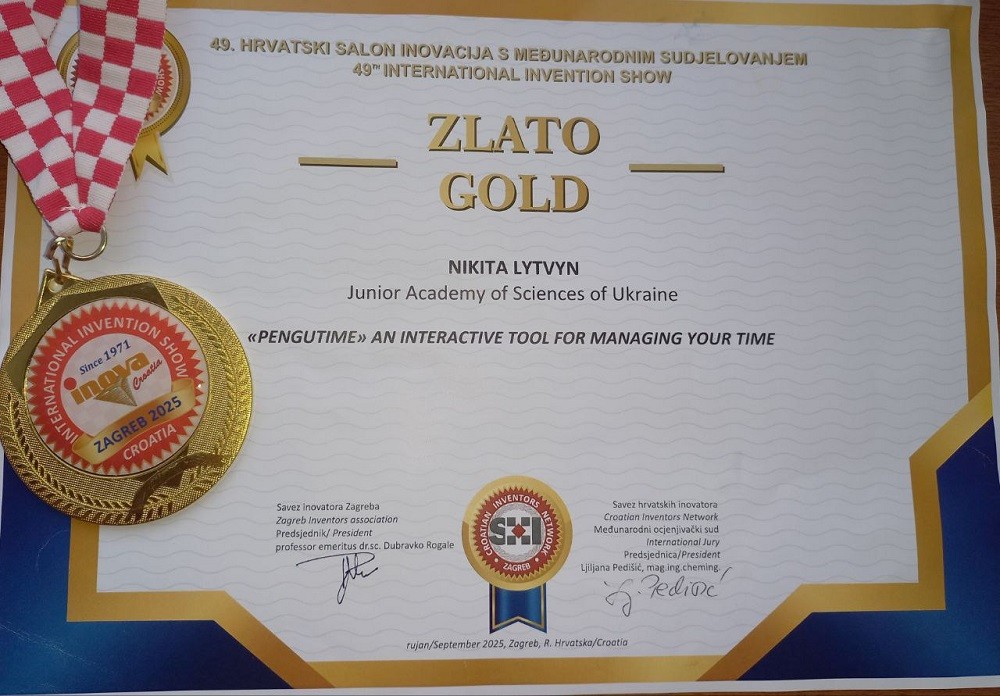 49. HRVATSKI SALON INOVACIJA S MEĐUNARODNIM SUDJELOVANJEM
49TH INTERNATIONAL INVENTION SHOW
ZLATO
GOLD
NIKITA LYTVYN
Junior Academy of Sciences of Ukraine
«PENGUTIME» AN INTERACTIVE TOOL FOR MANAGING YOUR TIME
INTERNATIONAL INVENTION SHOW
Since 1971
inova
Croatia
ZAGREB 2025
CROATIA
SHOW
Savez inovatora Zagreba
Zagreb Inventors association
Predsjednik/ President
professor emeritus dr.sc. Dubravko Rogale
CROATIAN INVENTORS NETWORK
SHI
ZAGREB
Savez hrvatskih inovatora
Croatian Inventors Network
Međunarodni ocjenjivački sud
International Jury
Predsjednica/President
Ljiljana Pedišić, mag.ing.cheming.
rujan/September 2025, Zagreb, R. Hrvatska/Croatia